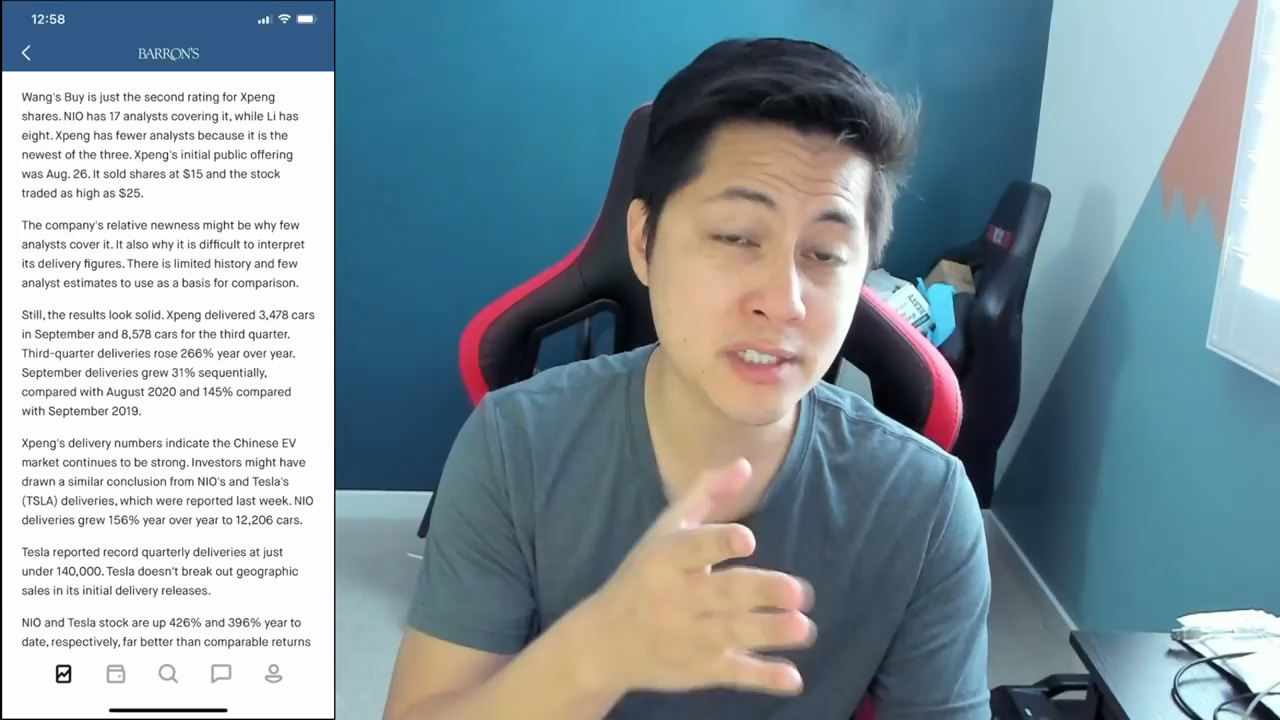 12:58
BARRON'S
Wang's Buy is just the second rating for Xpeng
shares. NIO has 17 analysts covering it, while Li has
eight. Xpeng has fewer analysts because it is the
newest of the three. Xpeng's initial public offering
was Aug. 26. It sold shares at $15 and the stock
traded as high as $25.
The company's relative newness might be why few
analysts cover it. It also why it is difficult to interpret
its delivery figures. There is limited history and few
analyst estimates to use as a basis for comparison.
Still, the results look solid. Xpeng delivered 3,478 cars
in September and 8,578 cars for the third quarter.
Third-quarter deliveries rose 266% year over year.
September deliveries grew 31% sequentially,
compared with August 2020 and 145% compared
with September 2019.
Xpeng's delivery numbers indicate the Chinese EV
market continues to be strong. Investors might have
drawn a similar conclusion from NIO's and Tesla's
(TSLA) deliveries, which were reported last week. NIO
deliveries grew 156% year over year to 12,206 cars.
Tesla reported record quarterly deliveries at just
under 140,000. Tesla doesn't break out geographic
sales in its initial delivery releases.
NIO and Tesla stock are up 426% and 396% year to
date, respectively, far better than comparable returns